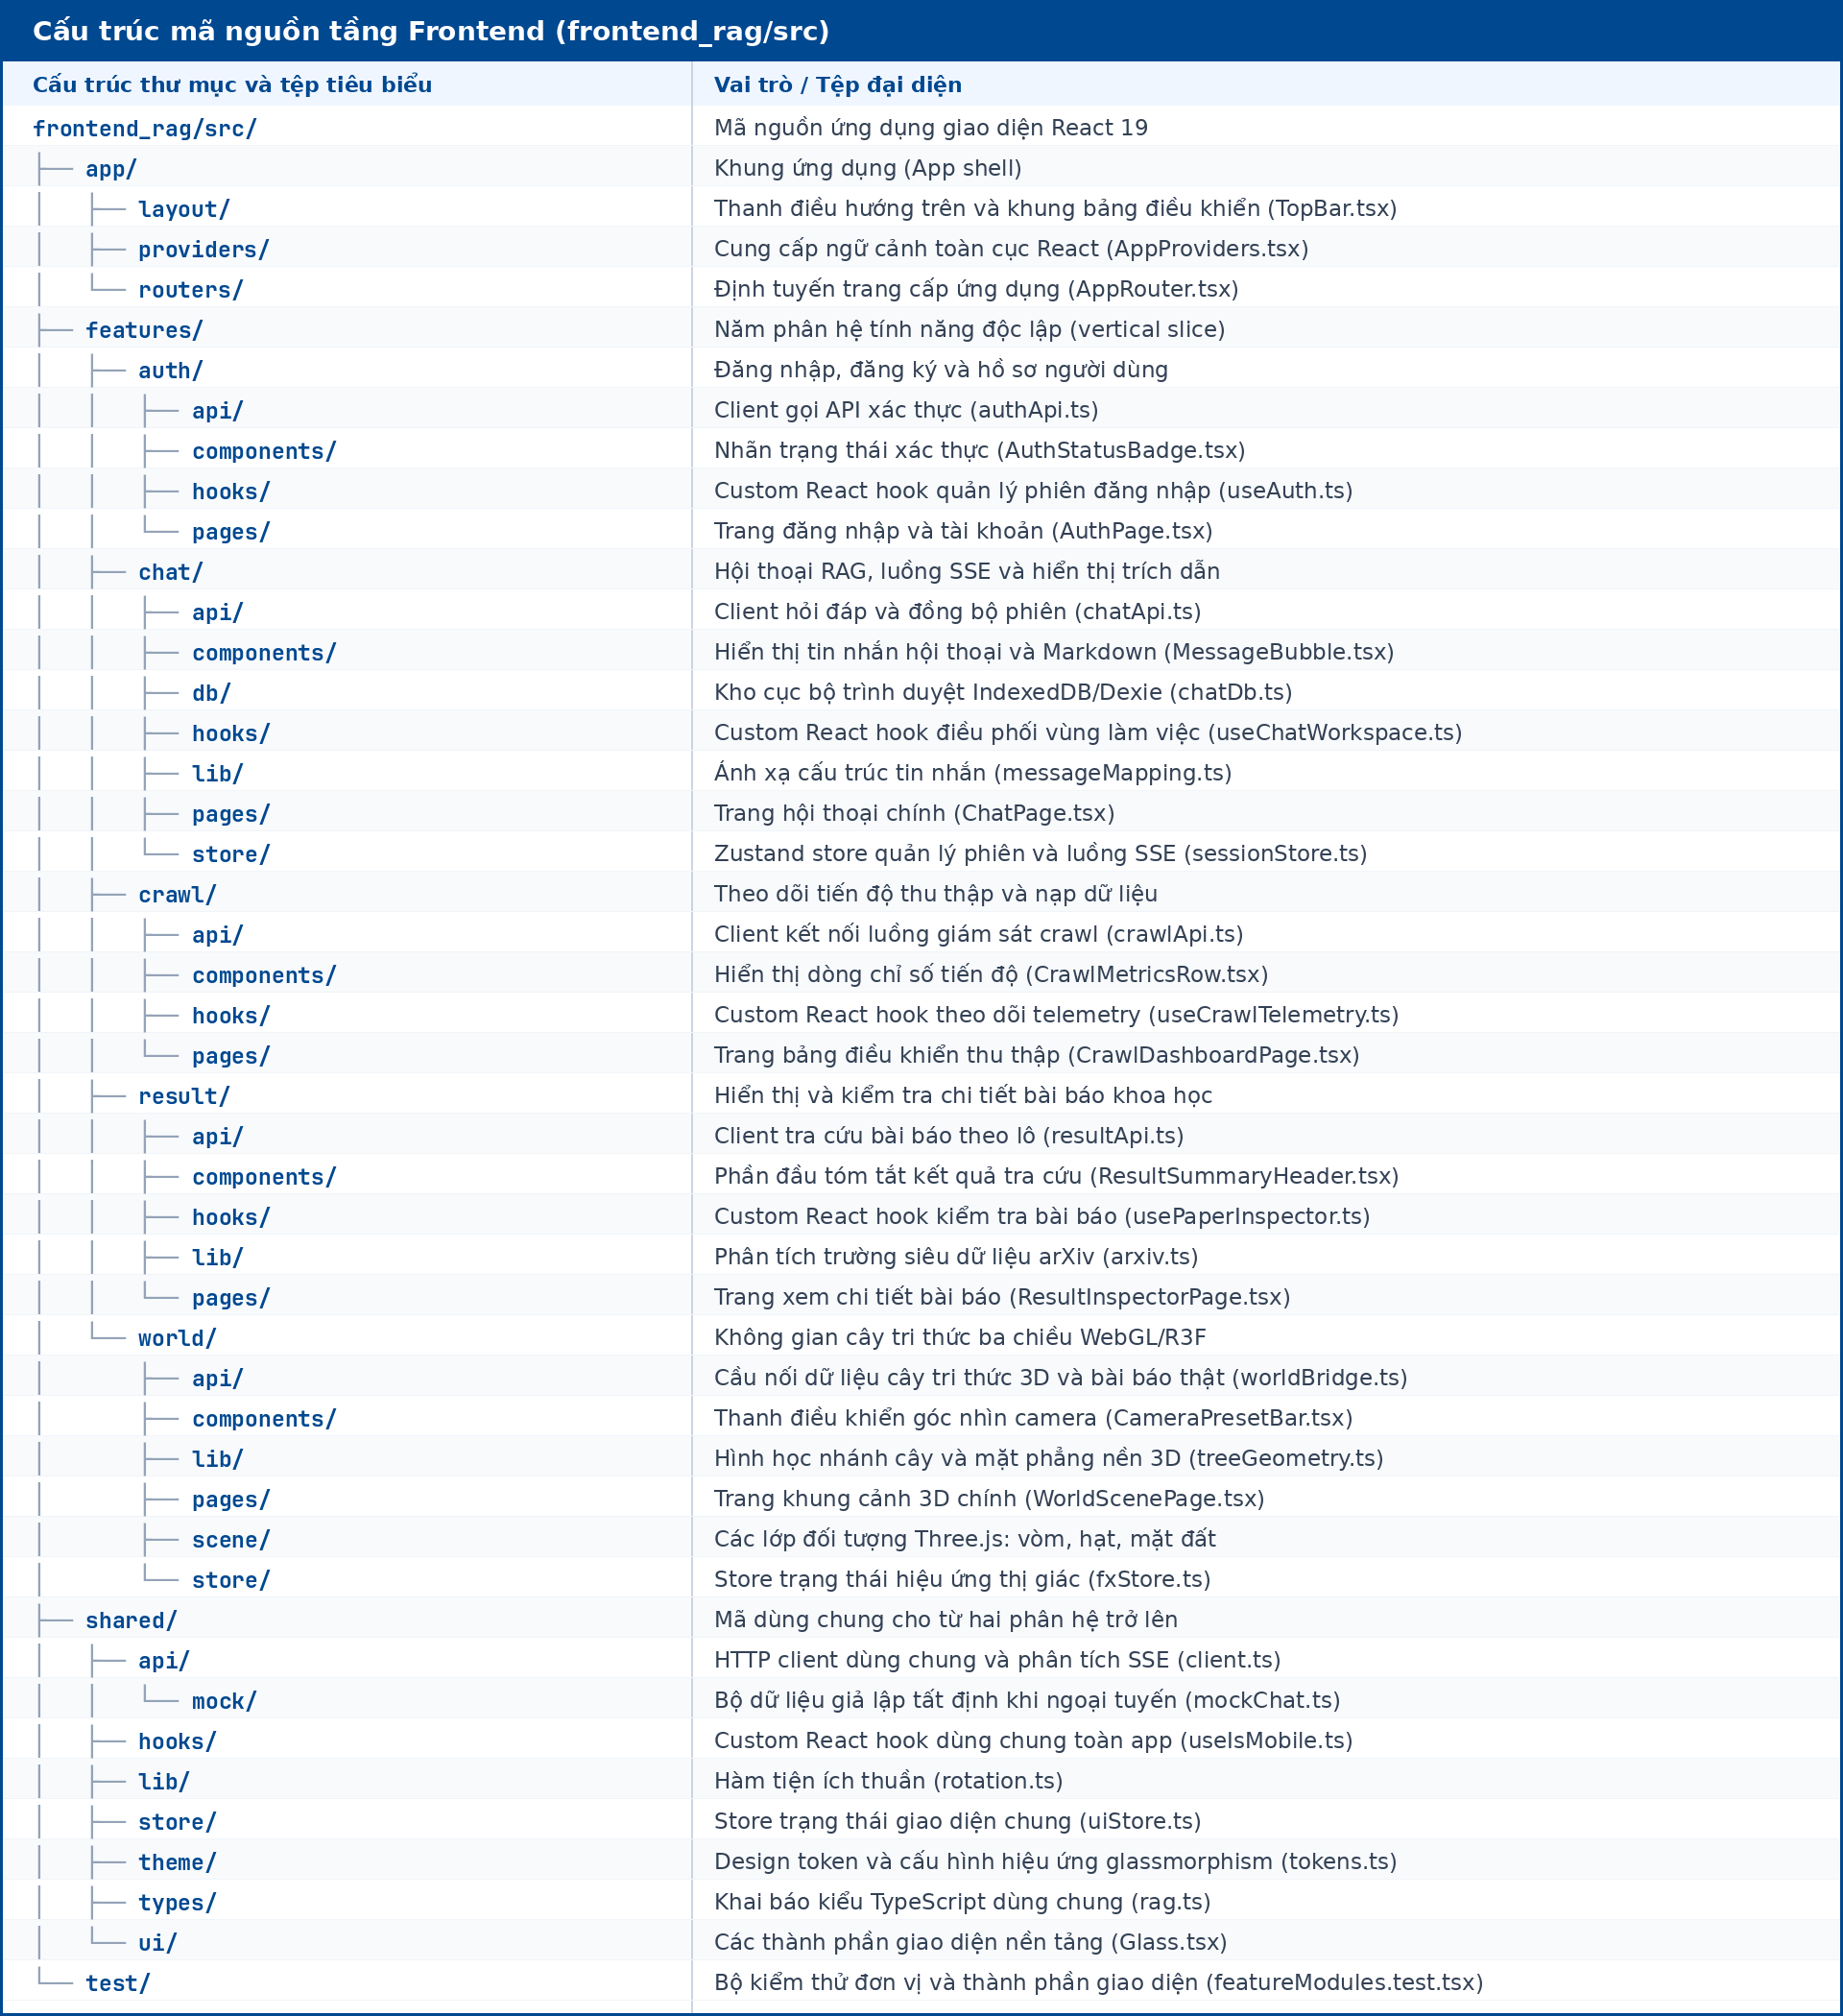 Cấu trúc mã nguồn tầng Frontend (frontend_rag/src)
Cấu trúc thư mục và tệp tiêu biểu	Vai trò / Tệp đại diện
frontend_rag/src/	Mã nguồn ứng dụng giao diện React 19
├── app/	Khung ứng dụng (App shell)
│   ├── layout/	Thanh điều hướng trên và khung bảng điều khiển (TopBar.tsx)
│   ├── providers/	Cung cấp ngữ cảnh toàn cục React (AppProviders.tsx)
│   └── routers/	Định tuyến trang cấp ứng dụng (AppRouter.tsx)
├── features/	Năm phân hệ tính năng độc lập (vertical slice)
│   ├── auth/	Đăng nhập, đăng ký và hồ sơ người dùng
│   │   ├── api/	Client gọi API xác thực (authApi.ts)
│   │   ├── components/	Nhãn trạng thái xác thực (AuthStatusBadge.tsx)
│   │   ├── hooks/	Custom React hook quản lý phiên đăng nhập (useAuth.ts)
│   │   └── pages/	Trang đăng nhập và tài khoản (AuthPage.tsx)
│   ├── chat/	Hội thoại RAG, luồng SSE và hiển thị trích dẫn
│   │   ├── api/	Client hỏi đáp và đồng bộ phiên (chatApi.ts)
│   │   ├── components/	Hiển thị tin nhắn hội thoại và Markdown (MessageBubble.tsx)
│   │   ├── db/	Kho cục bộ trình duyệt IndexedDB/Dexie (chatDb.ts)
│   │   ├── hooks/	Custom React hook điều phối vùng làm việc (useChatWorkspace.ts)
│   │   ├── lib/	Ánh xạ cấu trúc tin nhắn (messageMapping.ts)
│   │   ├── pages/	Trang hội thoại chính (ChatPage.tsx)
│   │   └── store/	Zustand store quản lý phiên và luồng SSE (sessionStore.ts)
│   ├── crawl/	Theo dõi tiến độ thu thập và nạp dữ liệu
│   │   ├── api/	Client kết nối luồng giám sát crawl (crawlApi.ts)
│   │   ├── components/	Hiển thị dòng chỉ số tiến độ (CrawlMetricsRow.tsx)
│   │   ├── hooks/	Custom React hook theo dõi telemetry (useCrawlTelemetry.ts)
│   │   └── pages/	Trang bảng điều khiển thu thập (CrawlDashboardPage.tsx)
│   ├── result/	Hiển thị và kiểm tra chi tiết bài báo khoa học
│   │   ├── api/	Client tra cứu bài báo theo lô (resultApi.ts)
│   │   ├── components/	Phần đầu tóm tắt kết quả tra cứu (ResultSummaryHeader.tsx)
│   │   ├── hooks/	Custom React hook kiểm tra bài báo (usePaperInspector.ts)
│   │   ├── lib/	Phân tích trường siêu dữ liệu arXiv (arxiv.ts)
│   │   └── pages/	Trang xem chi tiết bài báo (ResultInspectorPage.tsx)
│   └── world/	Không gian cây tri thức ba chiều WebGL/R3F
│       ├── api/	Cầu nối dữ liệu cây tri thức 3D và bài báo thật (worldBridge.ts)
│       ├── components/	Thanh điều khiển góc nhìn camera (CameraPresetBar.tsx)
│       ├── lib/	Hình học nhánh cây và mặt phẳng nền 3D (treeGeometry.ts)
│       ├── pages/	Trang khung cảnh 3D chính (WorldScenePage.tsx)
│       ├── scene/	Các lớp đối tượng Three.js: vòm, hạt, mặt đất
│       └── store/	Store trạng thái hiệu ứng thị giác (fxStore.ts)
├── shared/	Mã dùng chung cho từ hai phân hệ trở lên
│   ├── api/	HTTP client dùng chung và phân tích SSE (client.ts)
│   │   └── mock/	Bộ dữ liệu giả lập tất định khi ngoại tuyến (mockChat.ts)
│   ├── hooks/	Custom React hook dùng chung toàn app (useIsMobile.ts)
│   ├── lib/	Hàm tiện ích thuần (rotation.ts)
│   ├── store/	Store trạng thái giao diện chung (uiStore.ts)
│   ├── theme/	Design token và cấu hình hiệu ứng glassmorphism (tokens.ts)
│   ├── types/	Khai báo kiểu TypeScript dùng chung (rag.ts)
│   └── ui/	Các thành phần giao diện nền tảng (Glass.tsx)
└── test/	Bộ kiểm thử đơn vị và thành phần giao diện (featureModules.test.tsx)